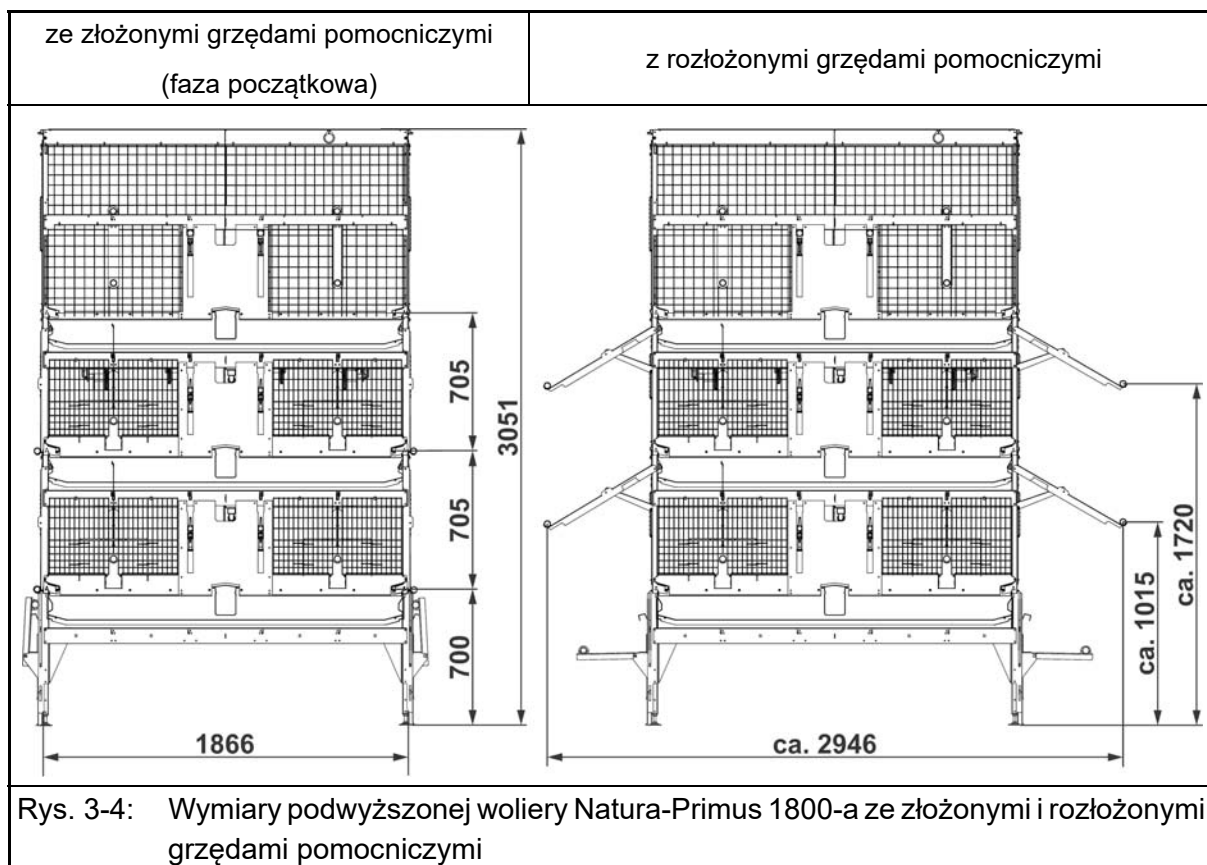 ze złożonymi grzędami pomocniczymi
(faza początkowa)
z rozłożonymi grzędami pomocniczymi
705
705
700
3051
1866
ca. 1720
ca. 1015
ca. 2946
Rys. 3-4: Wymiary podwyższonej woliery Natura-Primus 1800-a ze złożonymi i rozłożonymi
grzędami pomocniczymi